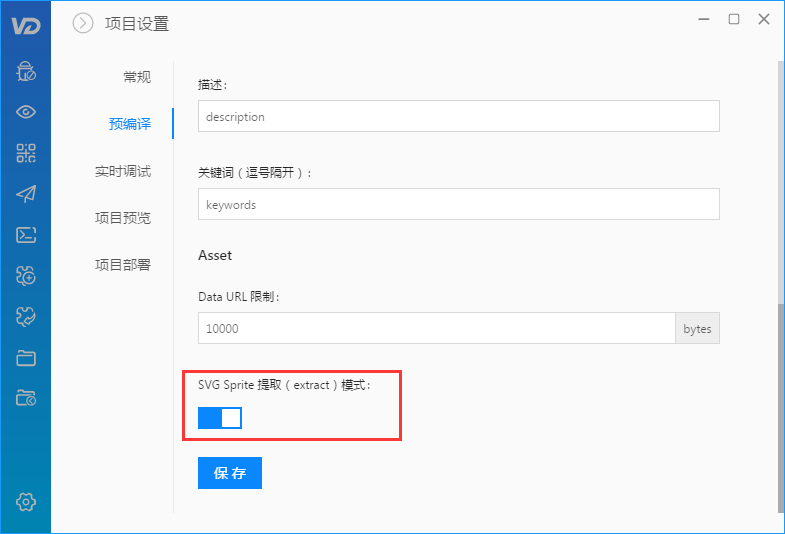 VD
项目设置
常规
预编译
实时调试
项目预览
项目部署
描述：
description
关键词（逗号隔开）：
keywords
Asset
Data URL 限制：
10000
bytes
SVG Sprite 提取（extract）模式：
保 存